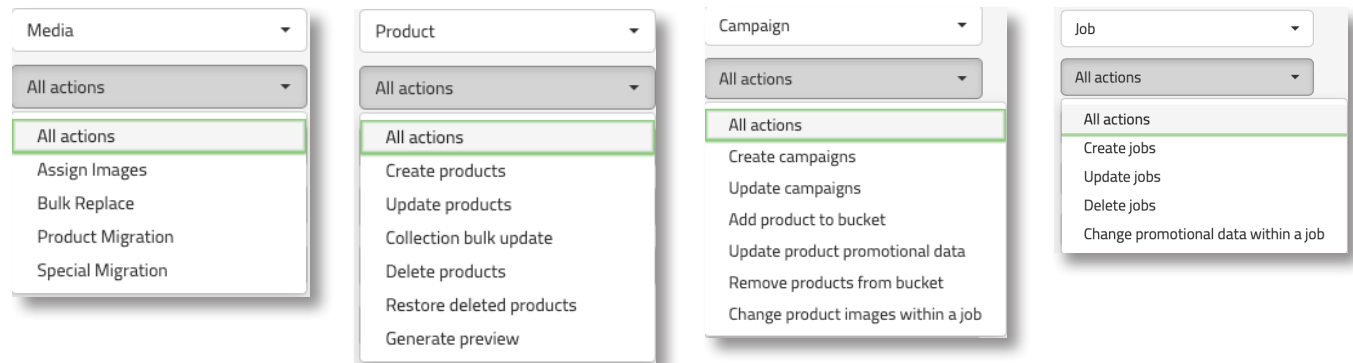 Media
All actions
All actions
Assign Images
Bulk Replace
Product Migration
Special Migration
Product
All actions
All actions
Create products
Update products
Collection bulk update
Delete products
Restore deleted products
Generate preview
Campaign
All actions
All actions
Create campaigns
Update campaigns
Add product to bucket
Update product promotional data
Remove products from bucket
Change product images within a job
Job
All actions
All actions
Create jobs
Update jobs
Delete jobs
Change promotional data within a job